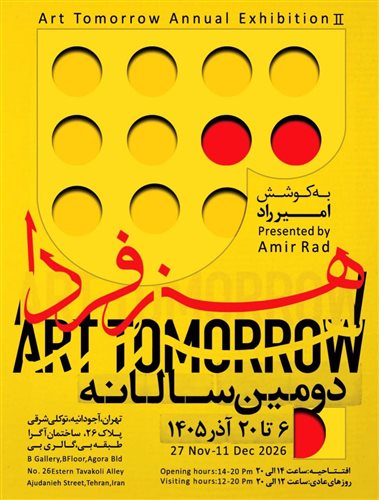 Art Tomorrow Annual Exhibition II
به کوشش
امیر راد
Presented by
Amir Rad
هنر فردا
ART TOMORROW
دومین سالانه
۶ تا ۲۰ آذر ۱۴۰۵
27 Nov-11 Dec 2026
تهران،آجودانیه،توکلی شرقی
پلاک ۲۶، ساختمان آگرا
طبقه بی،گالری بی
B Gallery,BFloor,Agora Bld
No. 26Estern Tavakoli Alley
Ajudanieh Street,Tehran,Iran
افتتاحیه:ساعت ۱۴ الی ۲۰
Opening hours:14-20 Pm
روزهای عادی:ساعت ۱۲ الی ۲۰
Visiting hours:12-20 Pm